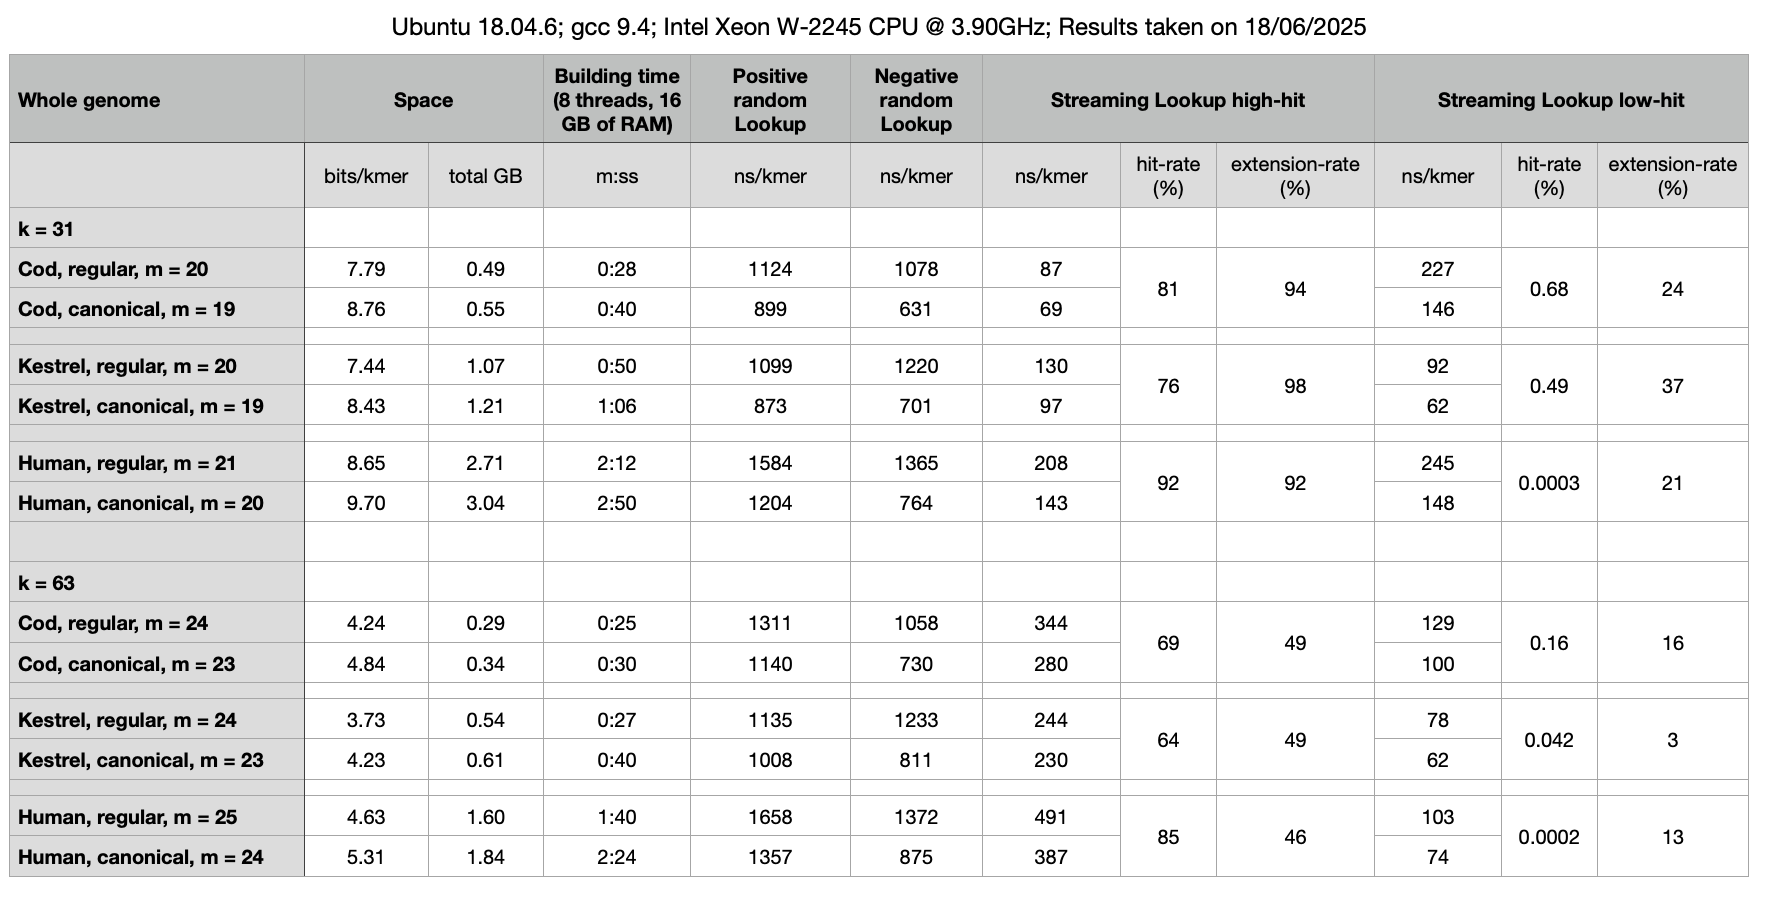 Ubuntu 18.04.6; gcc 9.4; Intel Xeon W-2245 CPU @ 3.90GHz; Results taken on 18/06/2025
Whole genome Space Building time (8 threads, 16 GB of RAM) Positive random Lookup Negative random Lookup Streaming Lookup high-hit Streaming Lookup low-hit
bits/kmer total GB m:ss ns/kmer ns/kmer ns/kmer hit-rate (%) extension-rate (%) ns/kmer hit-rate (%) extension-rate (%)
k = 31
Cod, regular, m = 20 7.79 0.49 0:28 1124 1078 87 81 94 227 0.68 24
Cod, canonical, m = 19 8.76 0.55 0:40 899 631 69 146
Kestrel, regular, m = 20 7.44 1.07 0:50 1099 1220 130 76 98 92 0.49 37
Kestrel, canonical, m = 19 8.43 1.21 1:06 873 701 97 62
Human, regular, m = 21 8.65 2.71 2:12 1584 1365 208 92 92 245 0.0003 21
Human, canonical, m = 20 9.70 3.04 2:50 1204 764 143 148
k = 63
Cod, regular, m = 24 4.24 0.29 0:25 1311 1058 344 69 49 129 0.16 16
Cod, canonical, m = 23 4.84 0.34 0:30 1140 730 280 100
Kestrel, regular, m = 24 3.73 0.54 0:27 1135 1233 244 64 49 78 0.042 3
Kestrel, canonical, m = 23 4.23 0.61 0:40 1008 811 230 62
Human, regular, m = 25 4.63 1.60 1:40 1658 1372 491 85 46 103 0.0002 13
Human, canonical, m = 24 5.31 1.84 2:24 1357 875 387 74